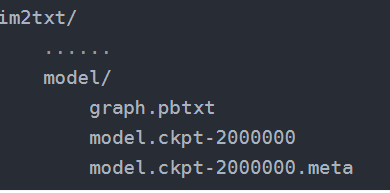 im2txt/
......
model/
graph.pbtxt
model.ckpt-2000000
model.ckpt-2000000.meta